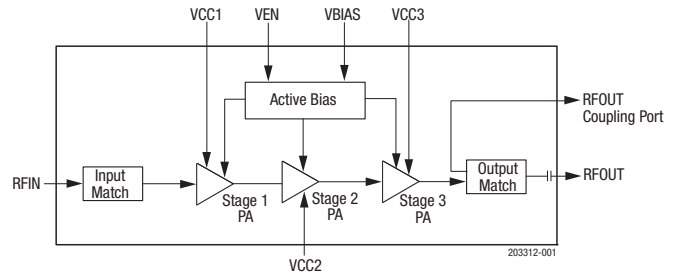 VCC1
VEN
VBIAS
VCC3
Active Bias
RFOUT
Coupling Port
RFIN
Input
Match
Stage 1
PA
Stage 2
PA
Stage 3
PA
Output
Match
RFOUT
VCC2
203312-001